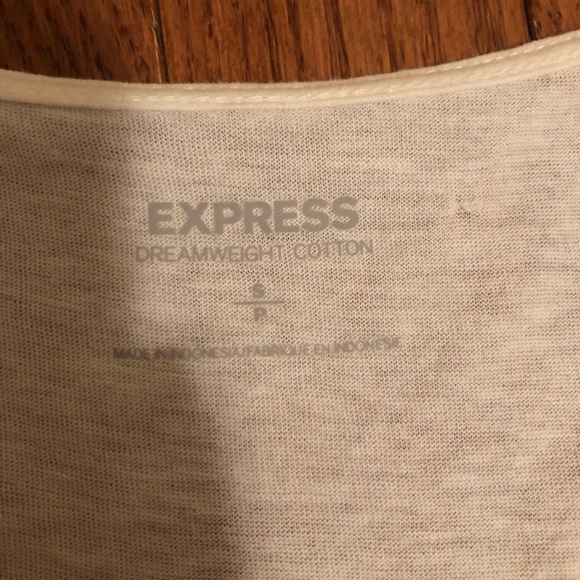 EXPRESS
DREAMWEIGHT COTTON
S
P
MADE IN INDONESIA/FABRIQUE EN INDONESIE